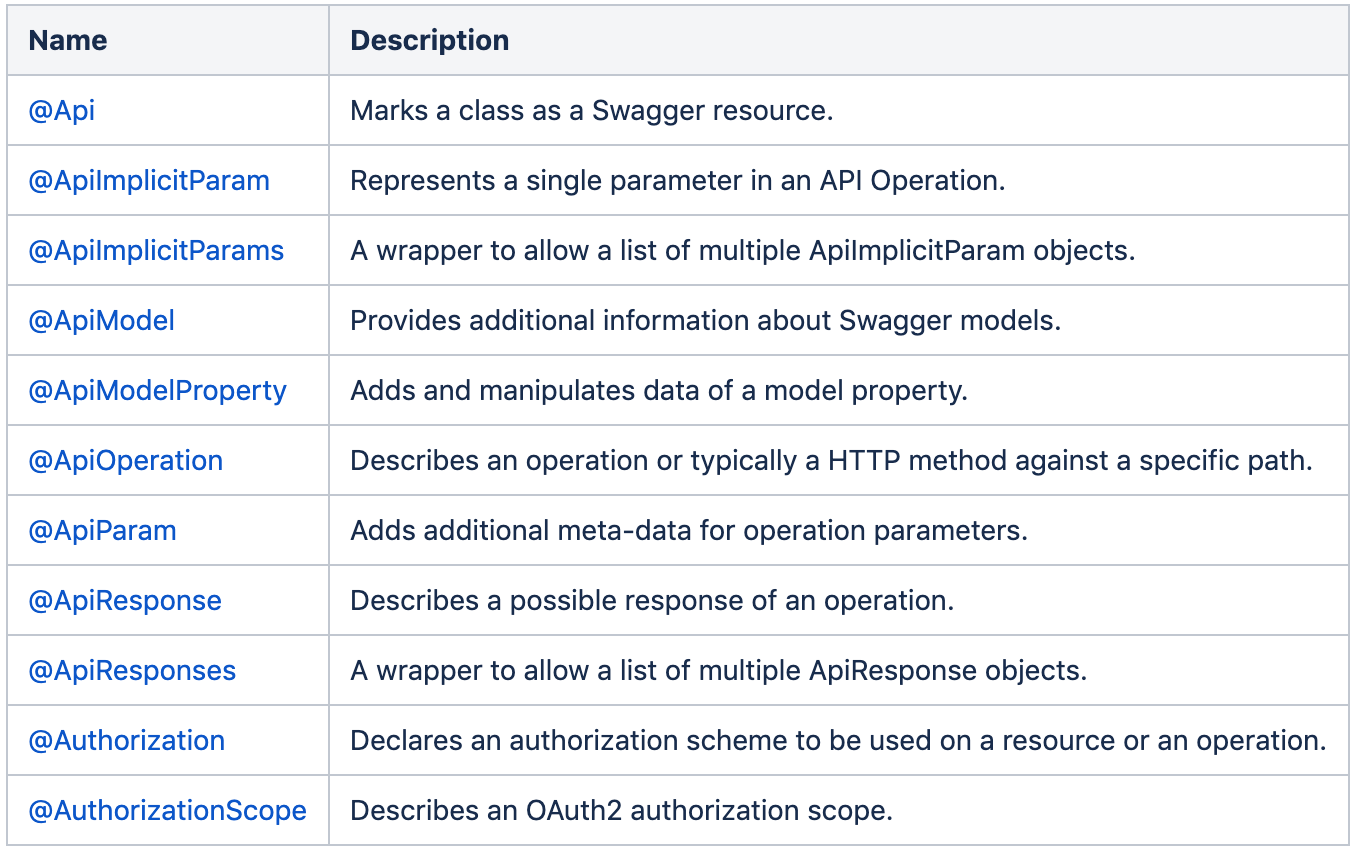 Name Description
@Api Marks a class as a Swagger resource.
@ApiImplicitParam Represents a single parameter in an API Operation.
@ApiImplicitParams A wrapper to allow a list of multiple ApiImplicitParam objects.
@ApiModel Provides additional information about Swagger models.
@ApiModelProperty Adds and manipulates data of a model property.
@ApiOperation Describes an operation or typically a HTTP method against a specific path.
@ApiParam Adds additional meta-data for operation parameters.
@ApiResponse Describes a possible response of an operation.
@ApiResponses A wrapper to allow a list of multiple ApiResponse objects.
@Authorization Declares an authorization scheme to be used on a resource or an operation.
@AuthorizationScope Describes an OAuth2 authorization scope.